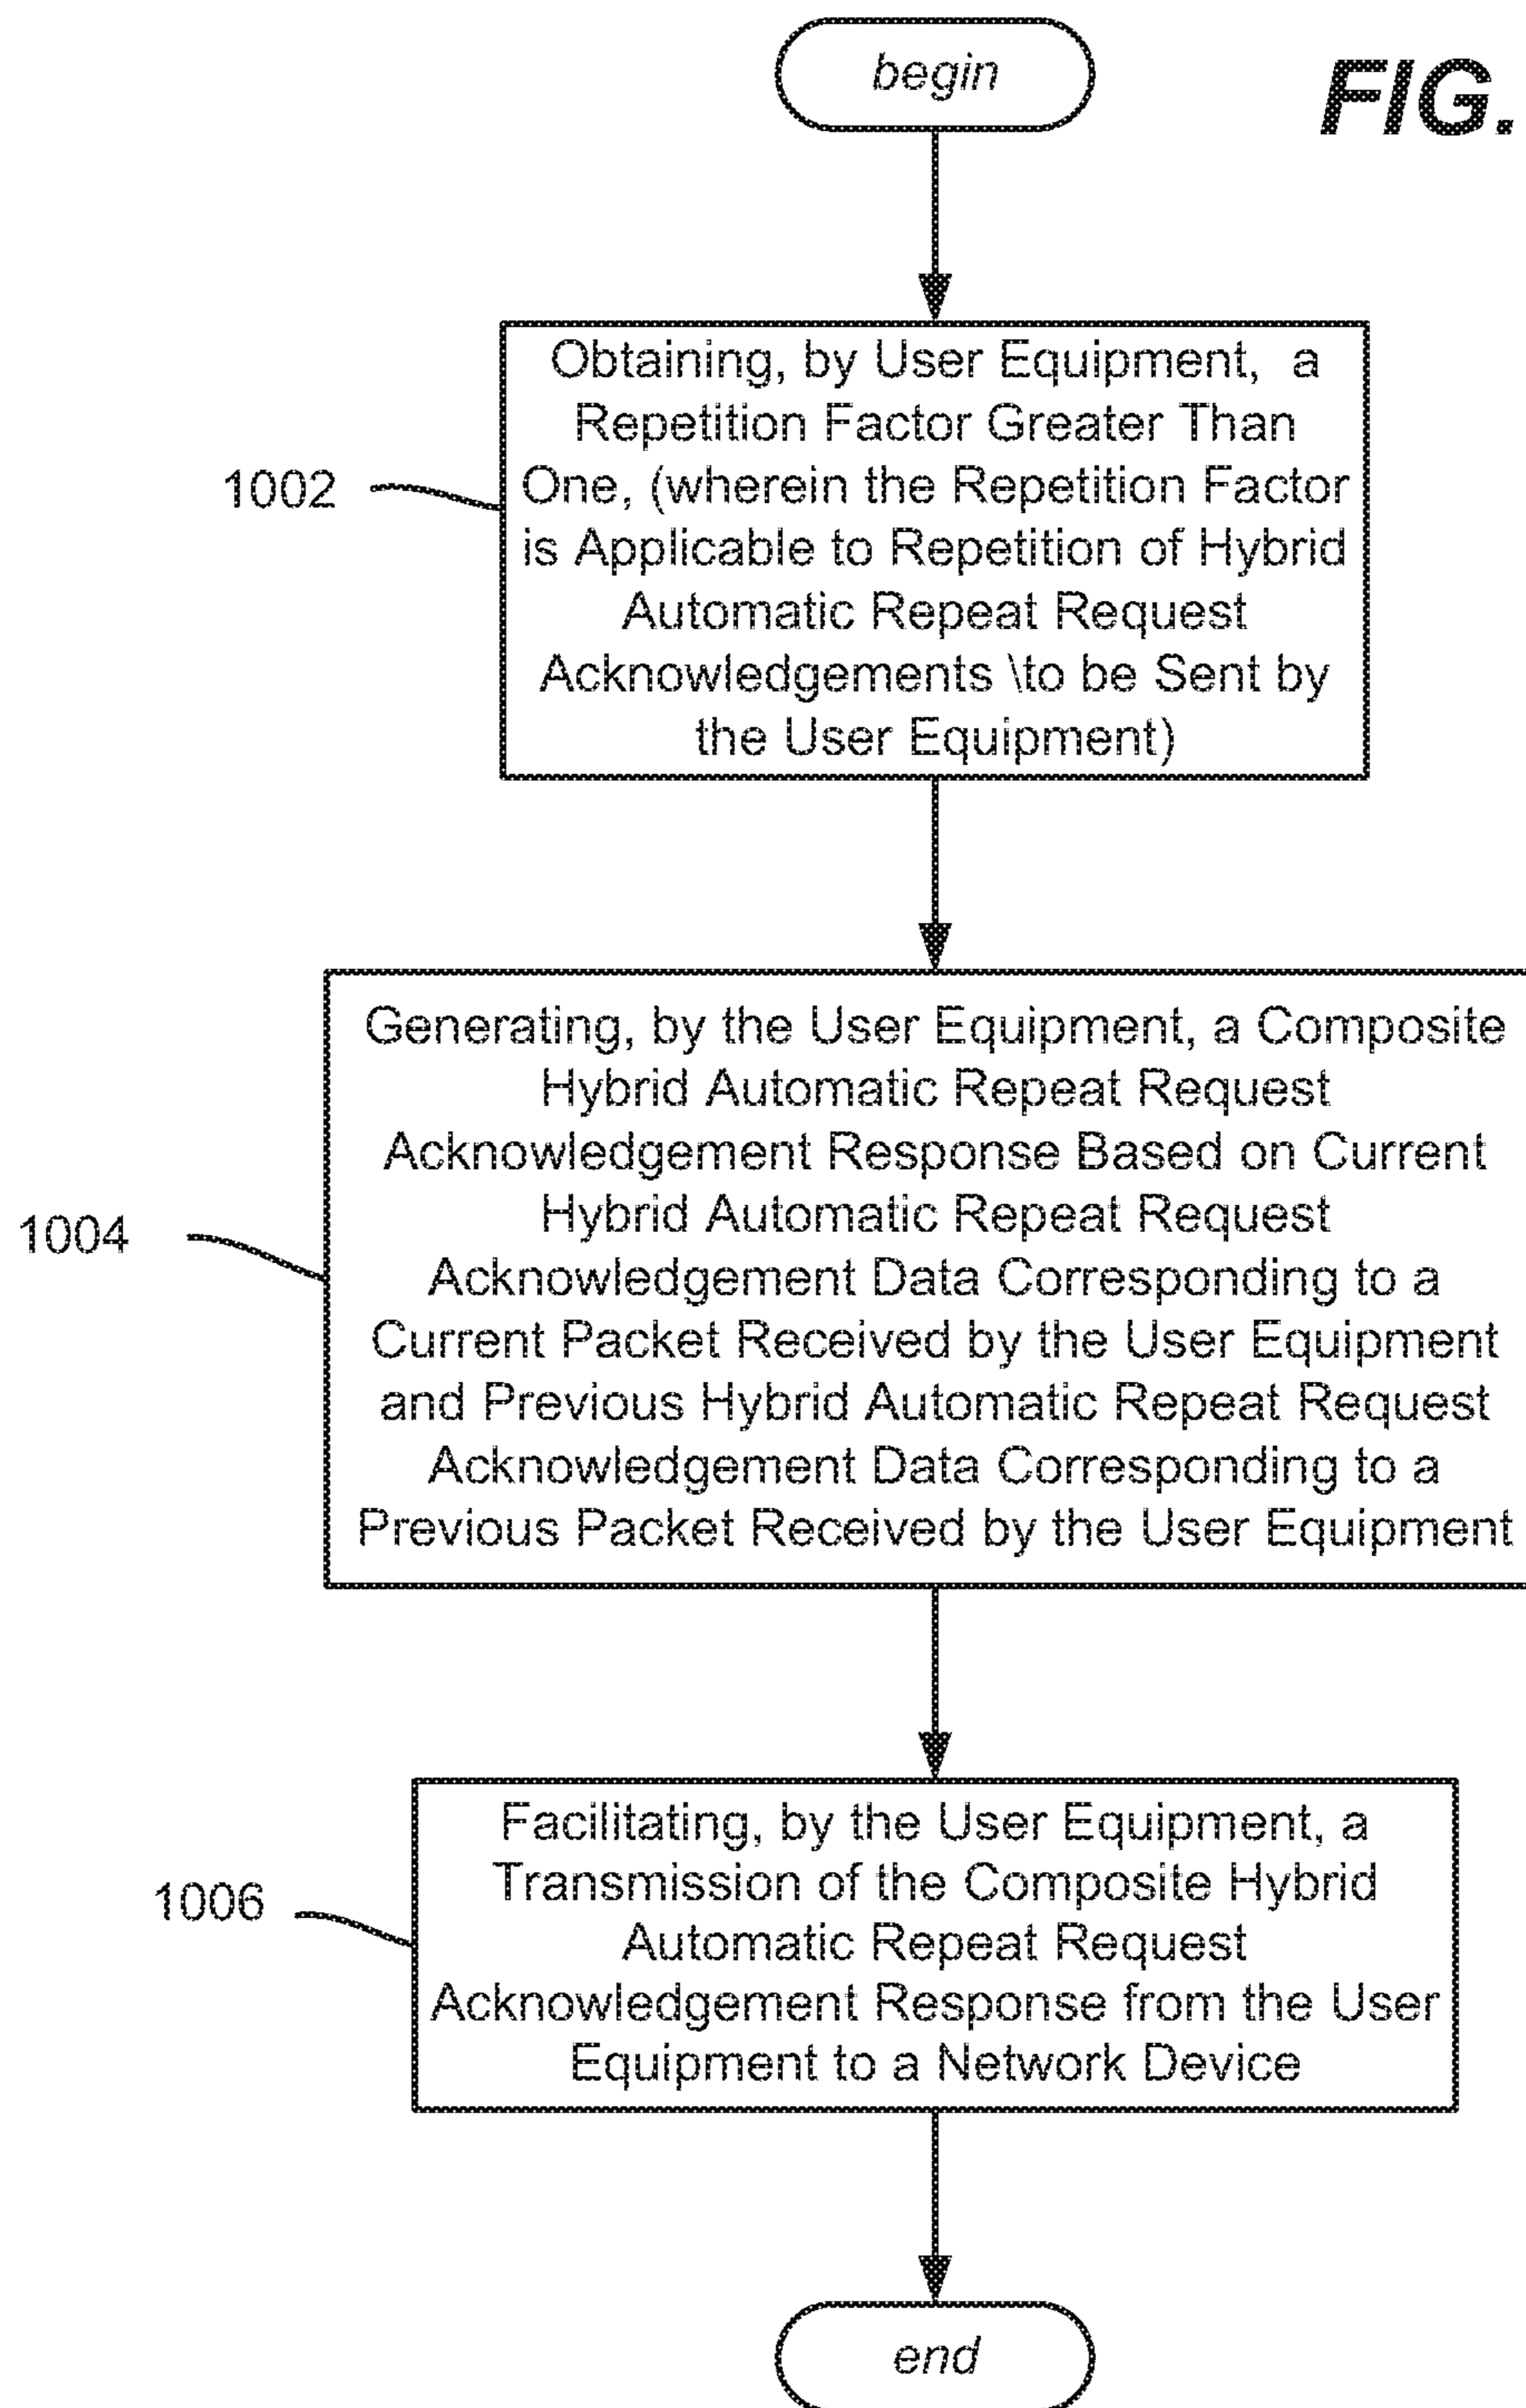 begin
FIG.
Obtaining, by User Equipment, a
Repetition Factor Greater Than
One, (wherein the Repetition Factor
is Applicable to Repetition of Hybrid
Automatic Repeat Request
Acknowledgements \to be Sent by
the User Equipment)
1002
Generating, by the User Equipment, a Composite
Hybrid Automatic Repeat Request
Acknowledgement Response Based on Current
Hybrid Automatic Repeat Request
Acknowledgement Data Corresponding to a
Current Packet Received by the User Equipment
and Previous Hybrid Automatic Repeat Request
Acknowledgement Data Corresponding to a
Previous Packet Received by the User Equipment
1004
Facilitating, by the User Equipment, a
Transmission of the Composite Hybrid
Automatic Repeat Request
Acknowledgement Response from the User
Equipment to a Network Device
1006
end